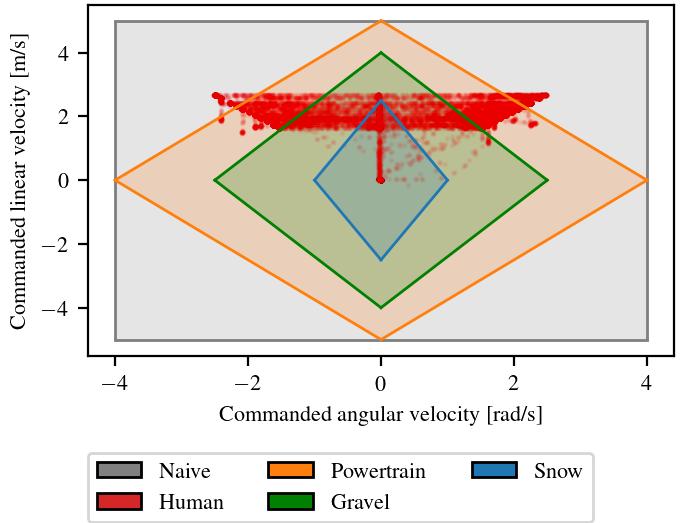 Commanded linear velocity [m/s]
4
2
0
−2
−4
−4 −2 0 2 4
Commanded angular velocity [rad/s]
Naive Powertrain Snow
Human Gravel